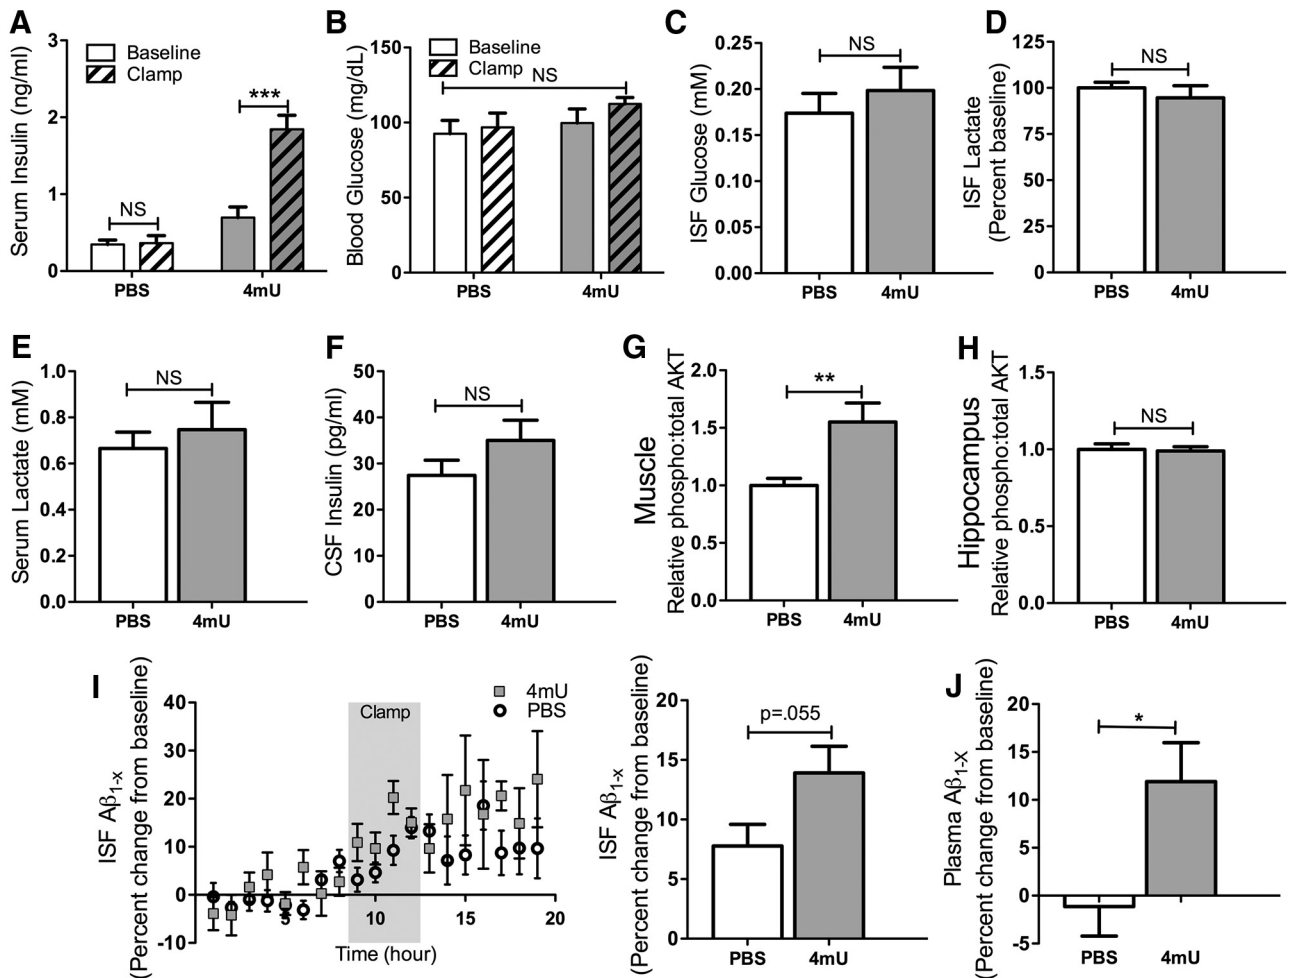 A
Serum Insulin (ng/ml)
3
2
1
0
Baseline
Clamp
NS
***
PBS
4mU
B
Blood Glucose (mg/dL)
150
100
50
0
Baseline
Clamp
NS
PBS
4mU
C
ISF Glucose (mM)
0.25
0.20
0.15
0.10
0.05
0.00
NS
PBS
4mU
D
ISF Lactate
(Percent baseline)
125
100
75
50
25
0
NS
PBS
4mU
E
Serum Lactate (mM)
1.0
0.8
0.6
0.4
0.2
0.0
NS
PBS
4mU
F
CSF Insulin (pg/ml)
50
40
30
20
10
0
NS
PBS
4mU
G
Muscle
Relative phospho:total AKT
2.0
1.5
1.0
0.5
0.0
**
PBS
4mU
H
Hippocampus
Relative phospho:total AKT
1.5
1.0
0.5
0.0
NS
PBS
4mU
I
ISF Aβ1-x
(Percent change from baseline)
40
30
20
10
0
-10
Clamp
4mU
PBS
5
10
15
20
Time (hour)
ISF Aβ1-x
(Percent change from baseline)
20
15
10
5
0
p=.055
PBS
4mU
J
Plasma Aβ1-x
(Percent change from baseline)
20
15
10
5
0
-5
*
PBS
4mU